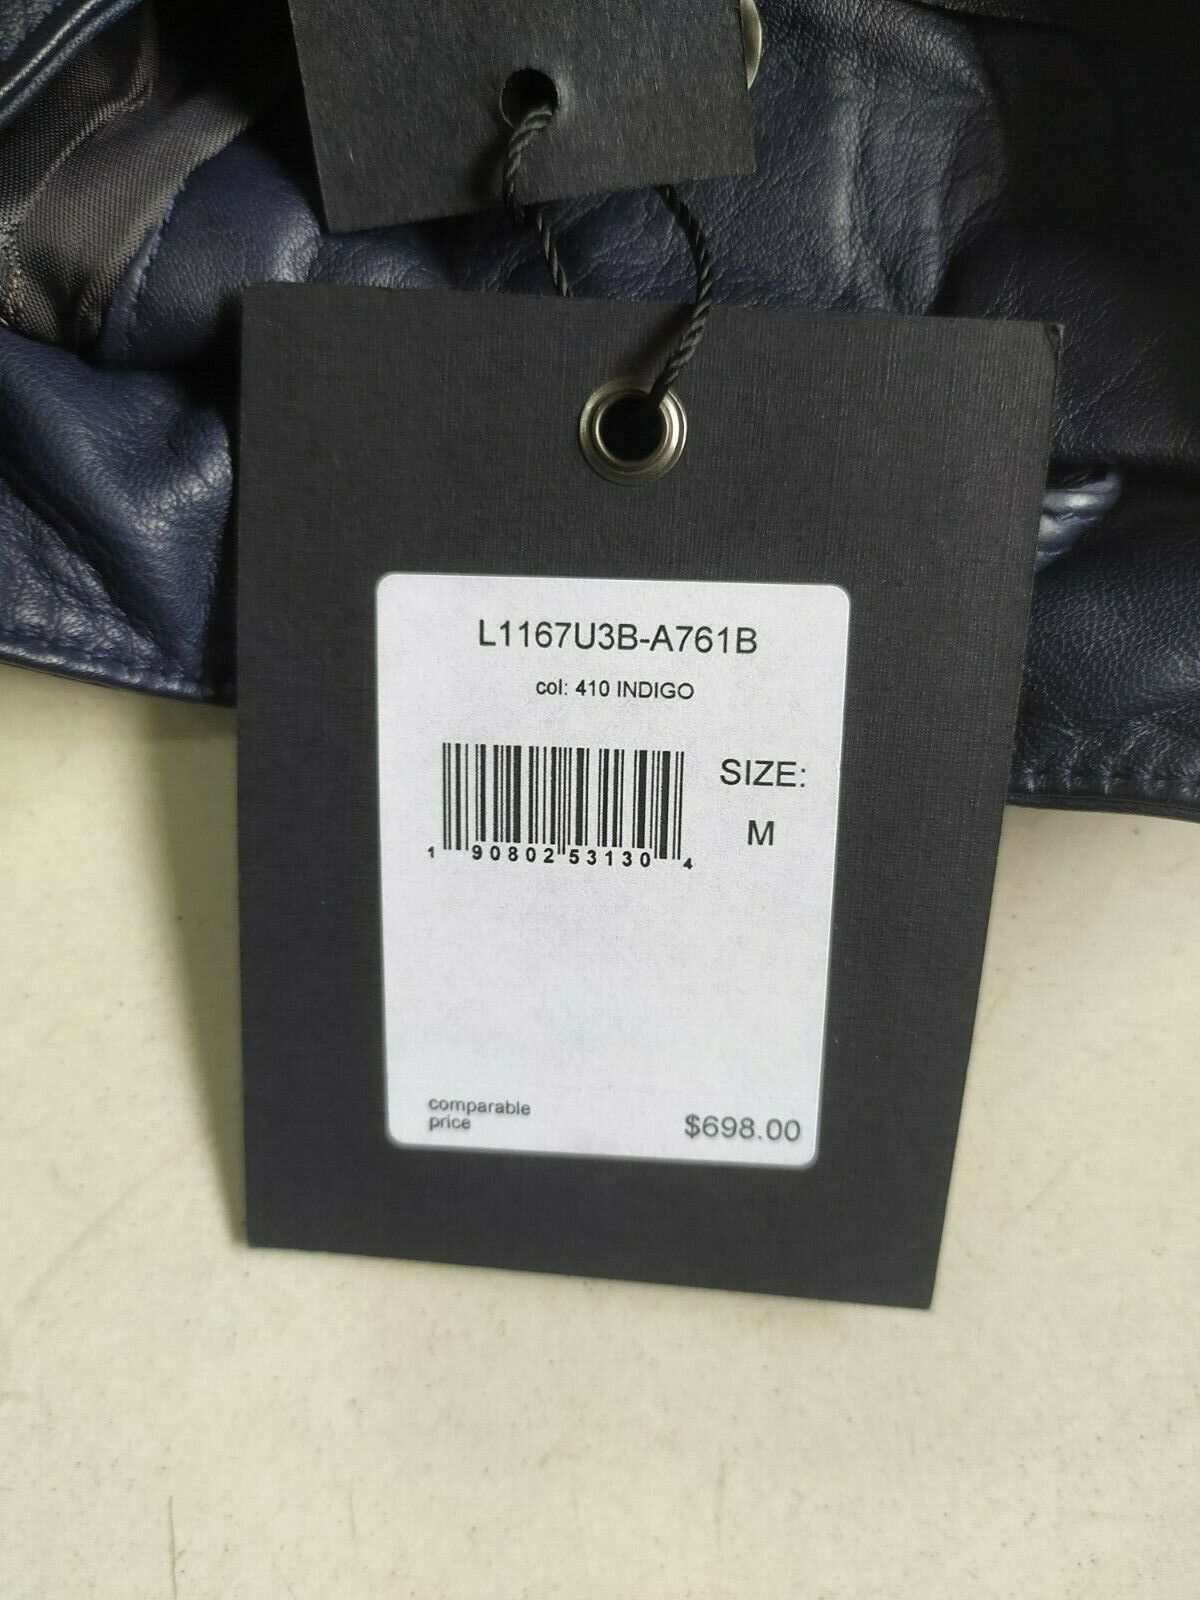 L1167U3B-A761B
col: 410 INDIGO
SIZE:
M
1 90802 53130 4
comparable
price
$698.00